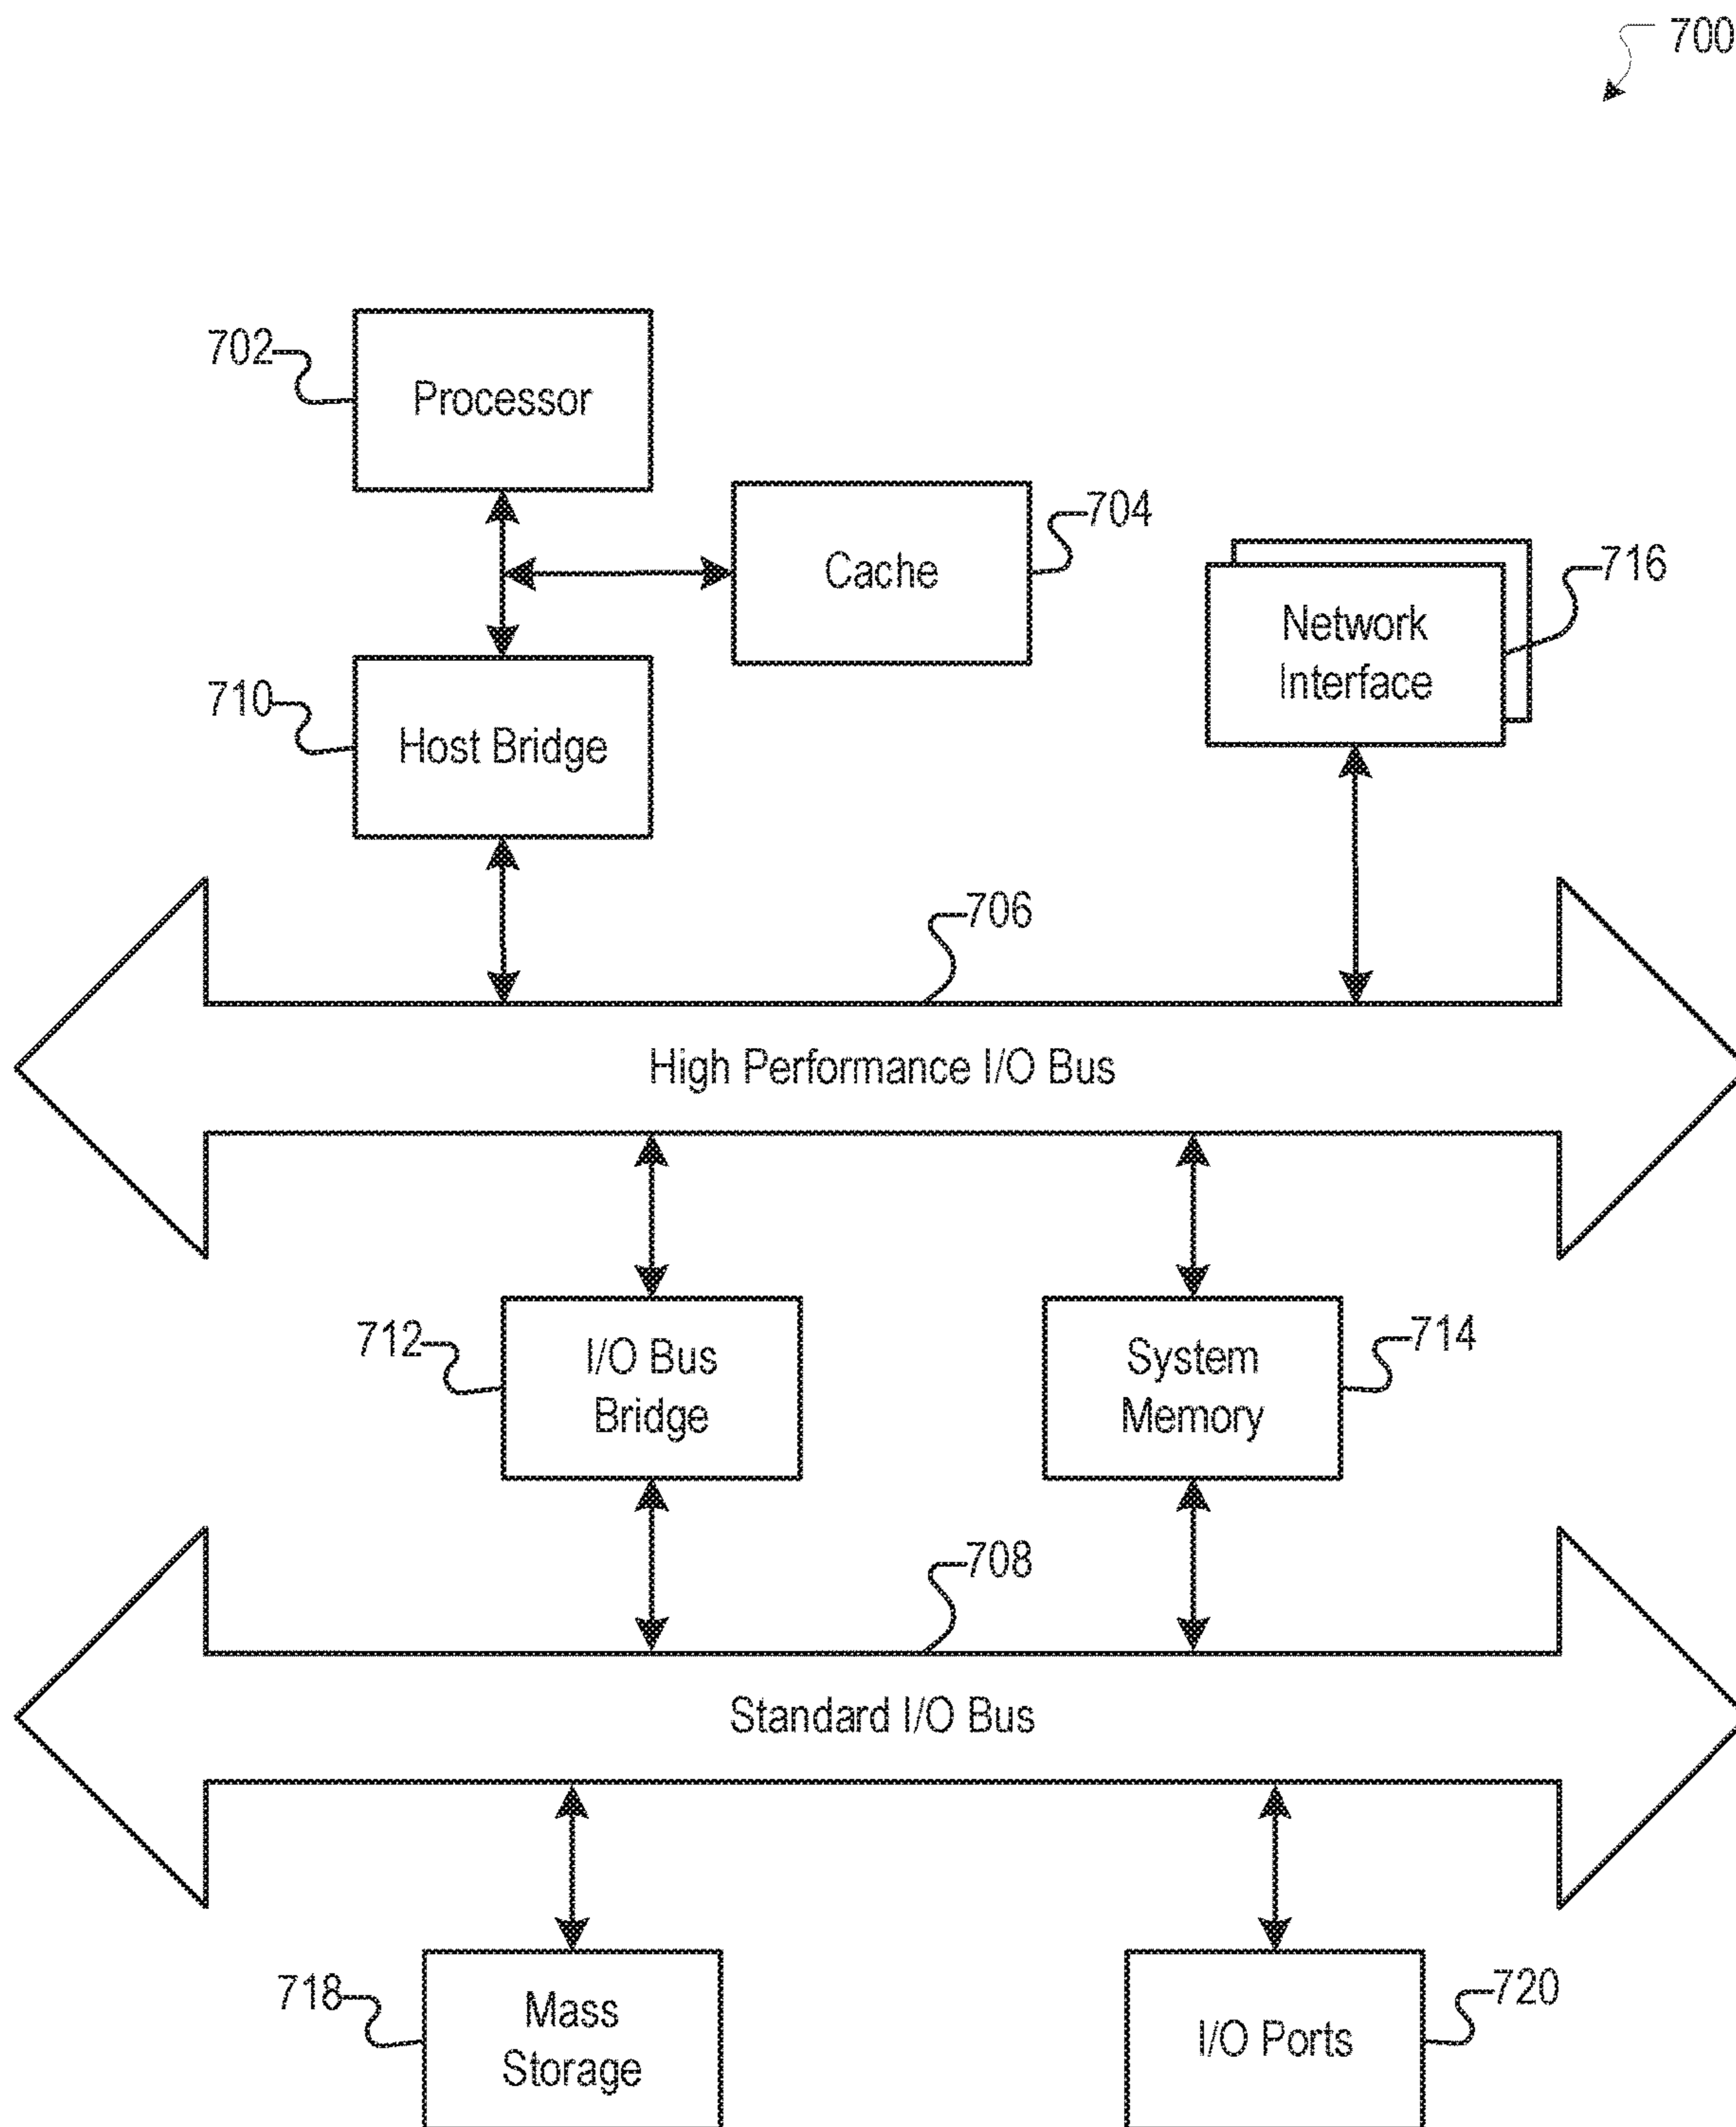 700
702
Processor
704
Cache
716
Network
Interface
710
Host Bridge
706
High Performance I/O Bus
712
I/O Bus
Bridge
714
System
Memory
708
Standard I/O Bus
718
Mass
Storage
720
I/O Ports